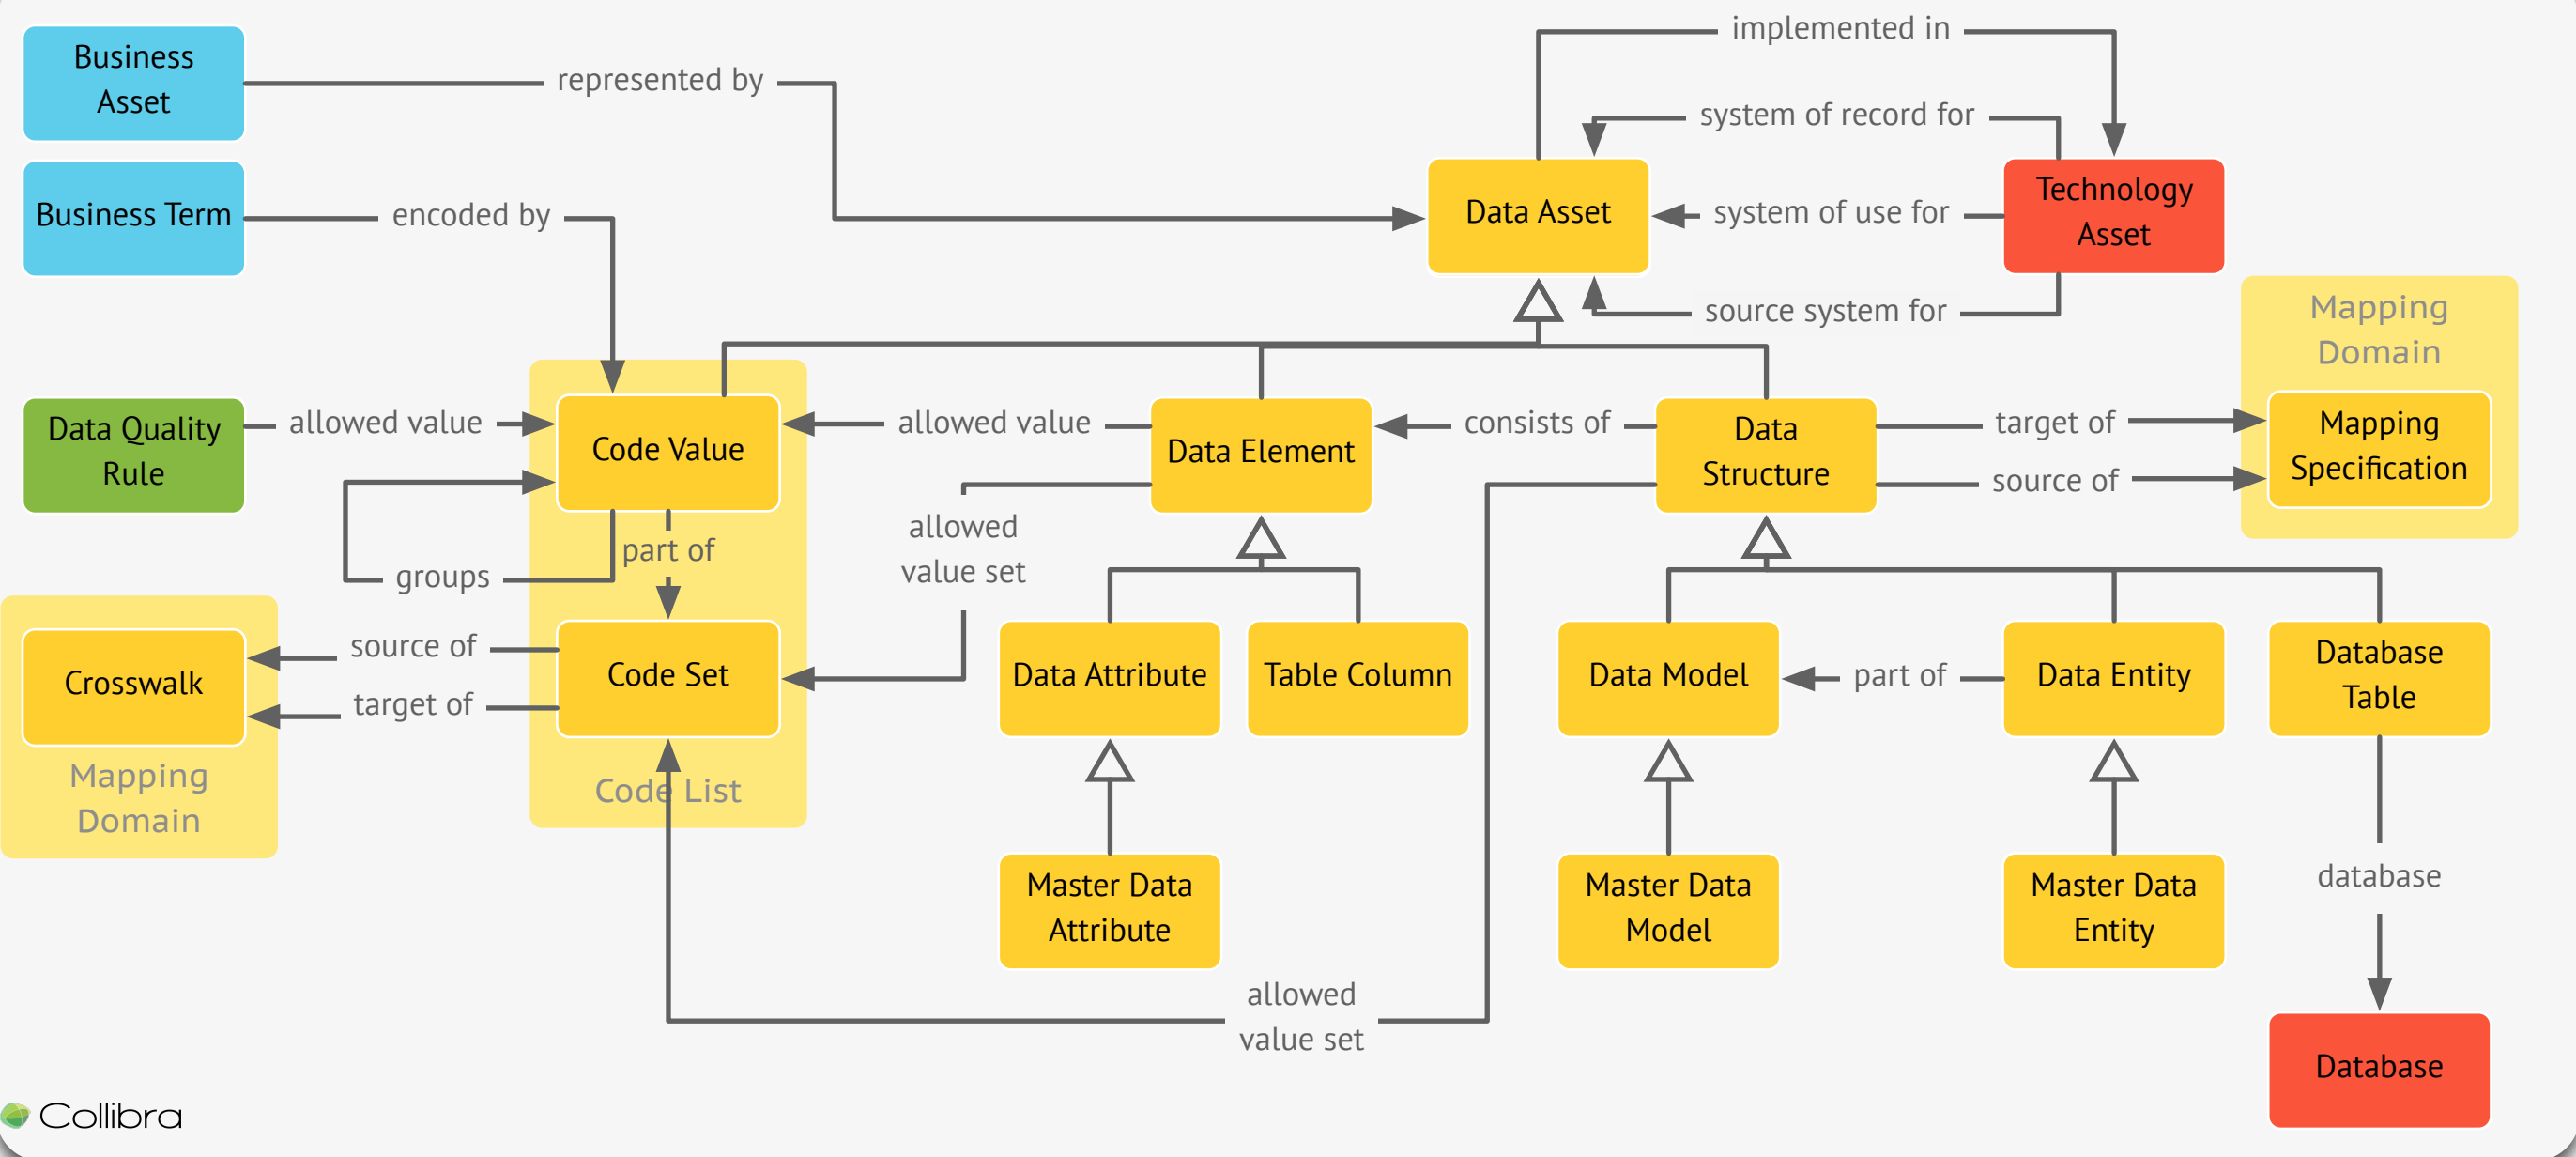 implemented in
Business
Asset
represented by
system of record for
Business Term
encoded by
Data Asset
system of use for
Technology
Asset
source system for
Mapping
Domain
Data Quality
Rule
allowed value
Code Value
allowed value
Data Element
consists of
Data
Structure
target of
source of
Mapping
Specification
groups
part of
allowed
value set
Crosswalk
source of
target of
Code Set
Data Attribute
Table Column
Data Model
part of
Data Entity
Database
Table
Mapping
Domain
Code List
Master Data
Attribute
Master Data
Model
Master Data
Entity
database
allowed
value set
Database
Collibra